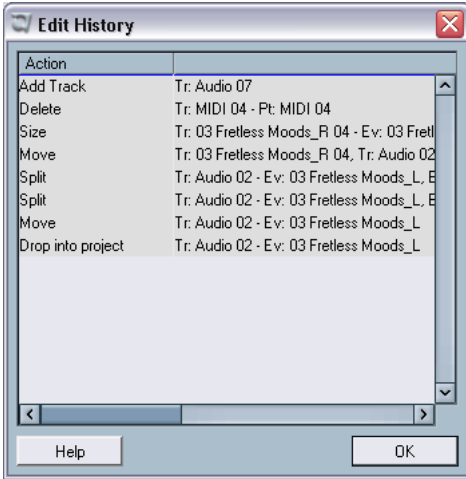 Edit History
Action
Add Track Tr: Audio 07
Delete Tr: MIDI 04 - Pt: MIDI 04
Size Tr: 03 Fretless Moods_R 04 - Ev: 03 Fretl
Move Tr: 03 Fretless Moods_R 04, Tr: Audio 02
Split Tr: Audio 02 - Ev: 03 Fretless Moods_L, E
Split Tr: Audio 02 - Ev: 03 Fretless Moods_L, E
Move Tr: Audio 02 - Ev: 03 Fretless Moods_L
Drop into project Tr: Audio 02 - Ev: 03 Fretless Moods_L
Help OK